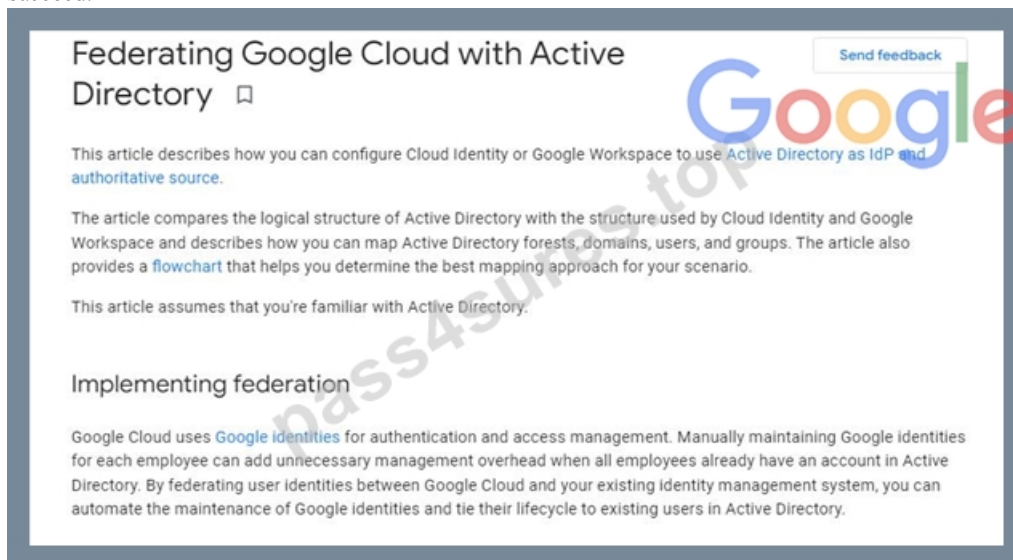 Federating Google Cloud with Active
Directory
Send feedback
Google
This article describes how you can configure Cloud Identity or Google Workspace to use Active Directory as IdP and
authoritative source.
The article compares the logical structure of Active Directory with the structure used by Cloud Identity and Google
Workspace and describes how you can map Active Directory forests, domains, users, and groups. The article also
provides a flowchart that helps you determine the best mapping approach for your scenario.
This article assumes that you're familiar with Active Directory.
pass4sures.top
Implementing federation
Google Cloud uses Google identities for authentication and access management. Manually maintaining Google identities
for each employee can add unnecessary management overhead when all employees already have an account in Active
Directory. By federating user identities between Google Cloud and your existing identity management system, you can
automate the maintenance of Google identities and tie their lifecycle to existing users in Active Directory.